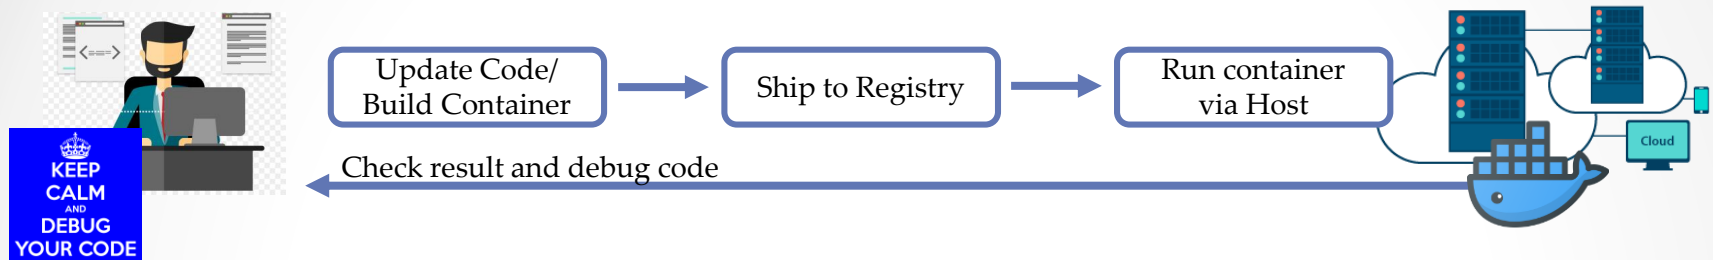 Update Code/
Build Container
Ship to Registry
Run container
via Host
Cloud
Check result and debug code
KEEP
CALM
AND
DEBUG
YOUR CODE